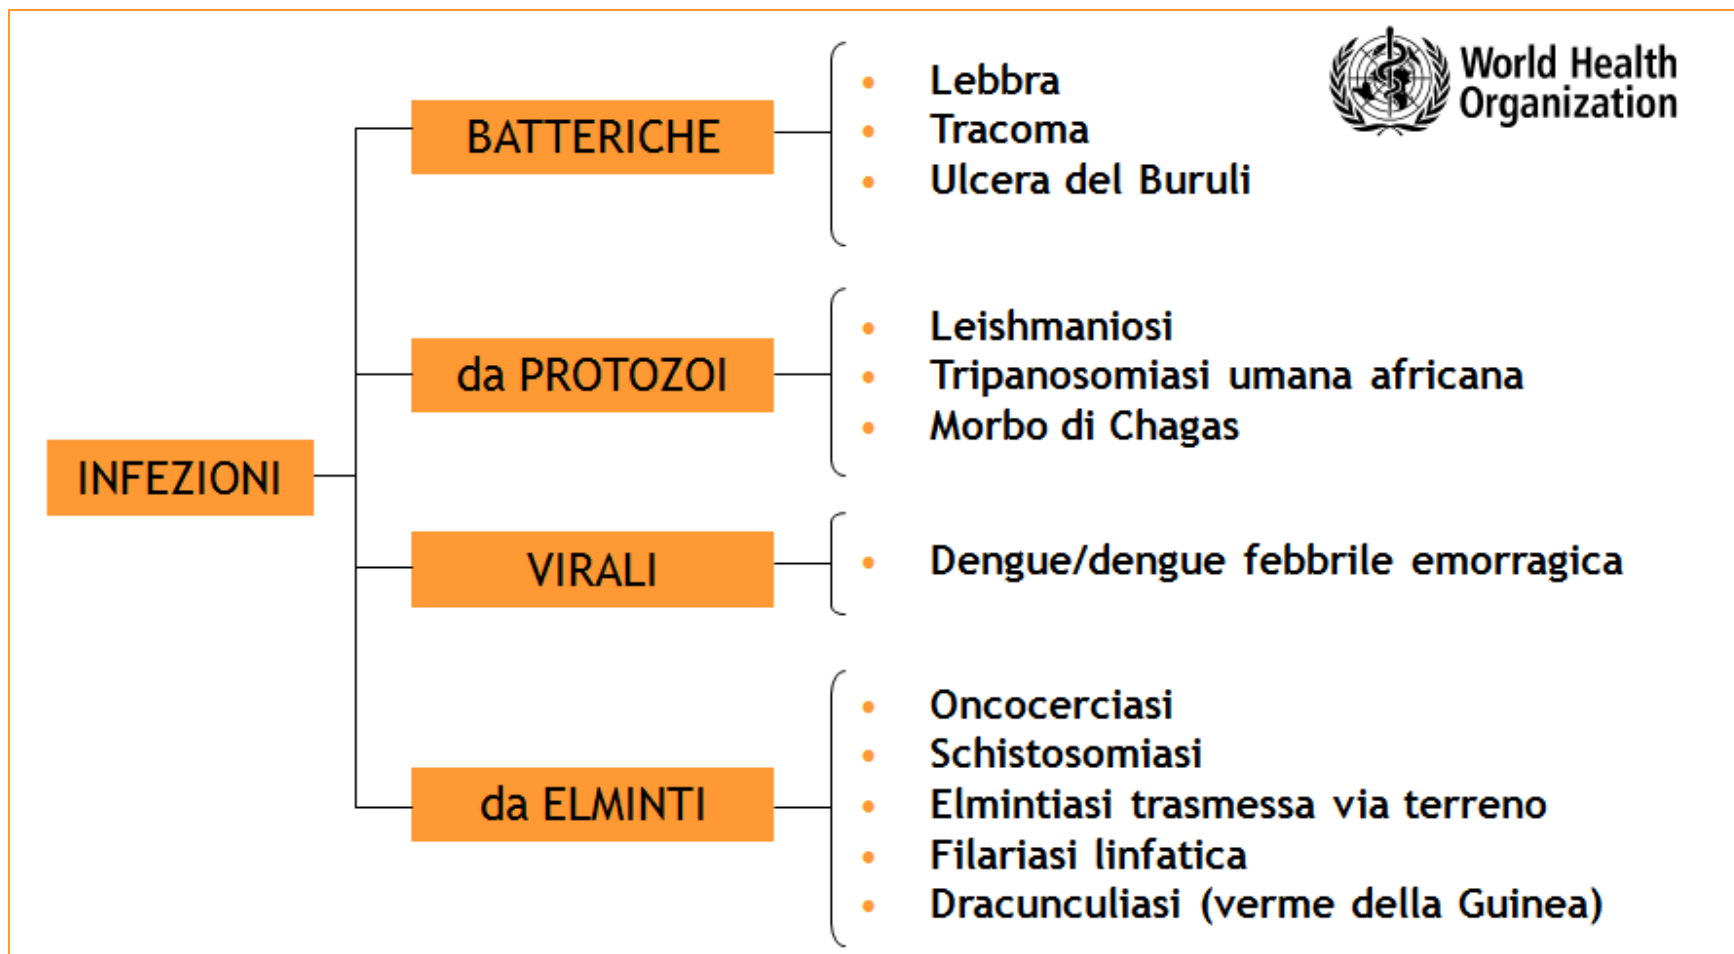 World Health
Organization
INFEZIONI
BATTERICHE
• Lebbra
• Tracoma
• Ulcera del Buruli
da PROTOZOI
• Leishmaniosi
• Tripanosomiasi umana africana
• Morbo di Chagas
VIRALI
• Dengue/dengue febbrile emorragica
da ELMINTI
• Oncocerciasi
• Schistosomiasi
• Elmintiasi trasmessa via terreno
• Filariasi linfatica
• Dracunculiasi (verme della Guinea)